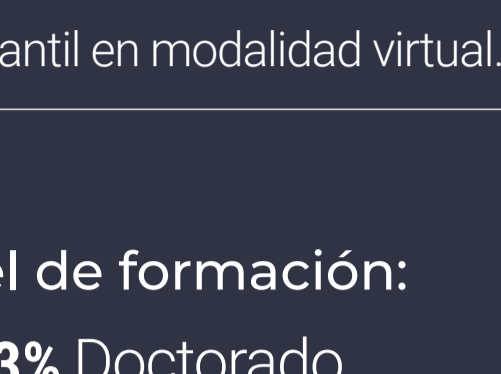 antil en modalidad virtual.
el de formación:
3% Doctorado